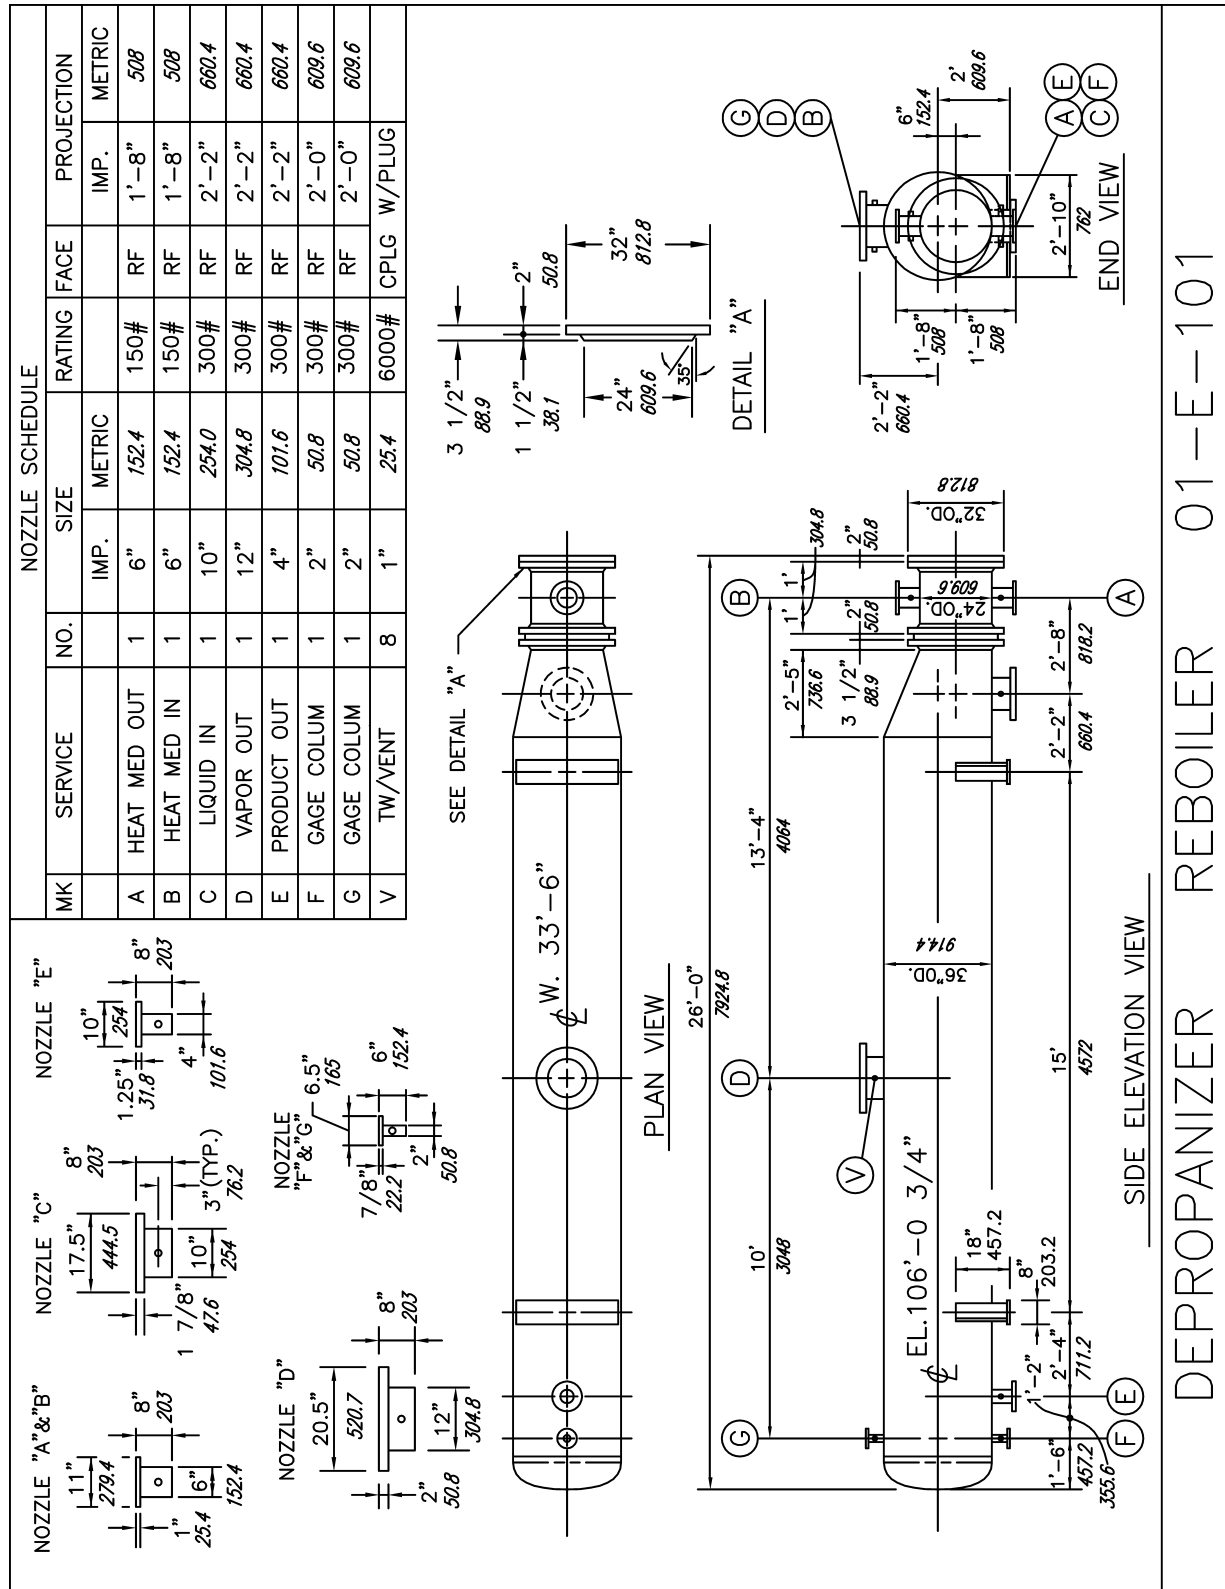 NOZZLE SCHEDULE
MK SERVICE NO. SIZE RATING FACE PROJECTION
IMP. METRIC IMP. METRIC
A HEAT MED OUT 1 6" 152.4 150# RF 1'-8" 508
B HEAT MED IN 1 6" 152.4 150# RF 1'-8" 508
C LIQUID IN 1 10" 254.0 300# RF 2'-2" 660.4
D VAPOR OUT 1 12" 304.8 300# RF 2'-2" 660.4
E PRODUCT OUT 1 4" 101.6 300# RF 2'-2" 660.4
F GAGE COLUM 1 2" 50.8 300# RF 2'-0" 609.6
G GAGE COLUM 1 2" 50.8 300# RF 2'-0" 609.6
V TW/VENT 8 1" 25.4 6000# CPLG W/PLUG
NOZZLE "A"&"B"
11"
279.4
8"
203
1"
25.4
6"
152.4
NOZZLE "C"
17.5"
444.5
8"
203
1 7/8"
47.6
10"
254
3"(TYP.)
76.2
NOZZLE "E"
10"
254
8"
203
1.25"
31.8
4"
101.6
NOZZLE "D"
20.5"
520.7
8"
203
2"
50.8
12"
304.8
NOZZLE
"F"&"G"
6.5"
165
6"
152.4
7/8"
22.2
2"
50.8
SEE DETAIL "A"
℄ W. 33'-6"
PLAN VIEW
3 1/2"
88.9
1 1/2"
38.1
2"
50.8
32"
812.8
24"
609.6
35°
DETAIL "A"
26'-0"
7924.8
G
D
B
10'
3048
13'-4"
4064
1'
1'
304.8
2"
50.8
2"
50.8
2'-5"
736.6
3 1/2"
88.9
32"OD.
812.8
24"OD.
609.6
36"OD.
914.4
V
℄ EL.106'-0 3/4"
18"
457.2
8"
203.2
15'
4572
2'-2"
660.4
2'-8"
818.2
1'-6"
457.2
355.6
1'-2"
2'-4"
711.2
F
E
A
SIDE ELEVATION VIEW
G
D
B
6"
152.4
2'
609.6
2'-2"
660.4
1'-8"
508
1'-8"
508
2'-10"
762
A
E
C
F
END VIEW
DEPROPANIZER REBOILER 01-E-101